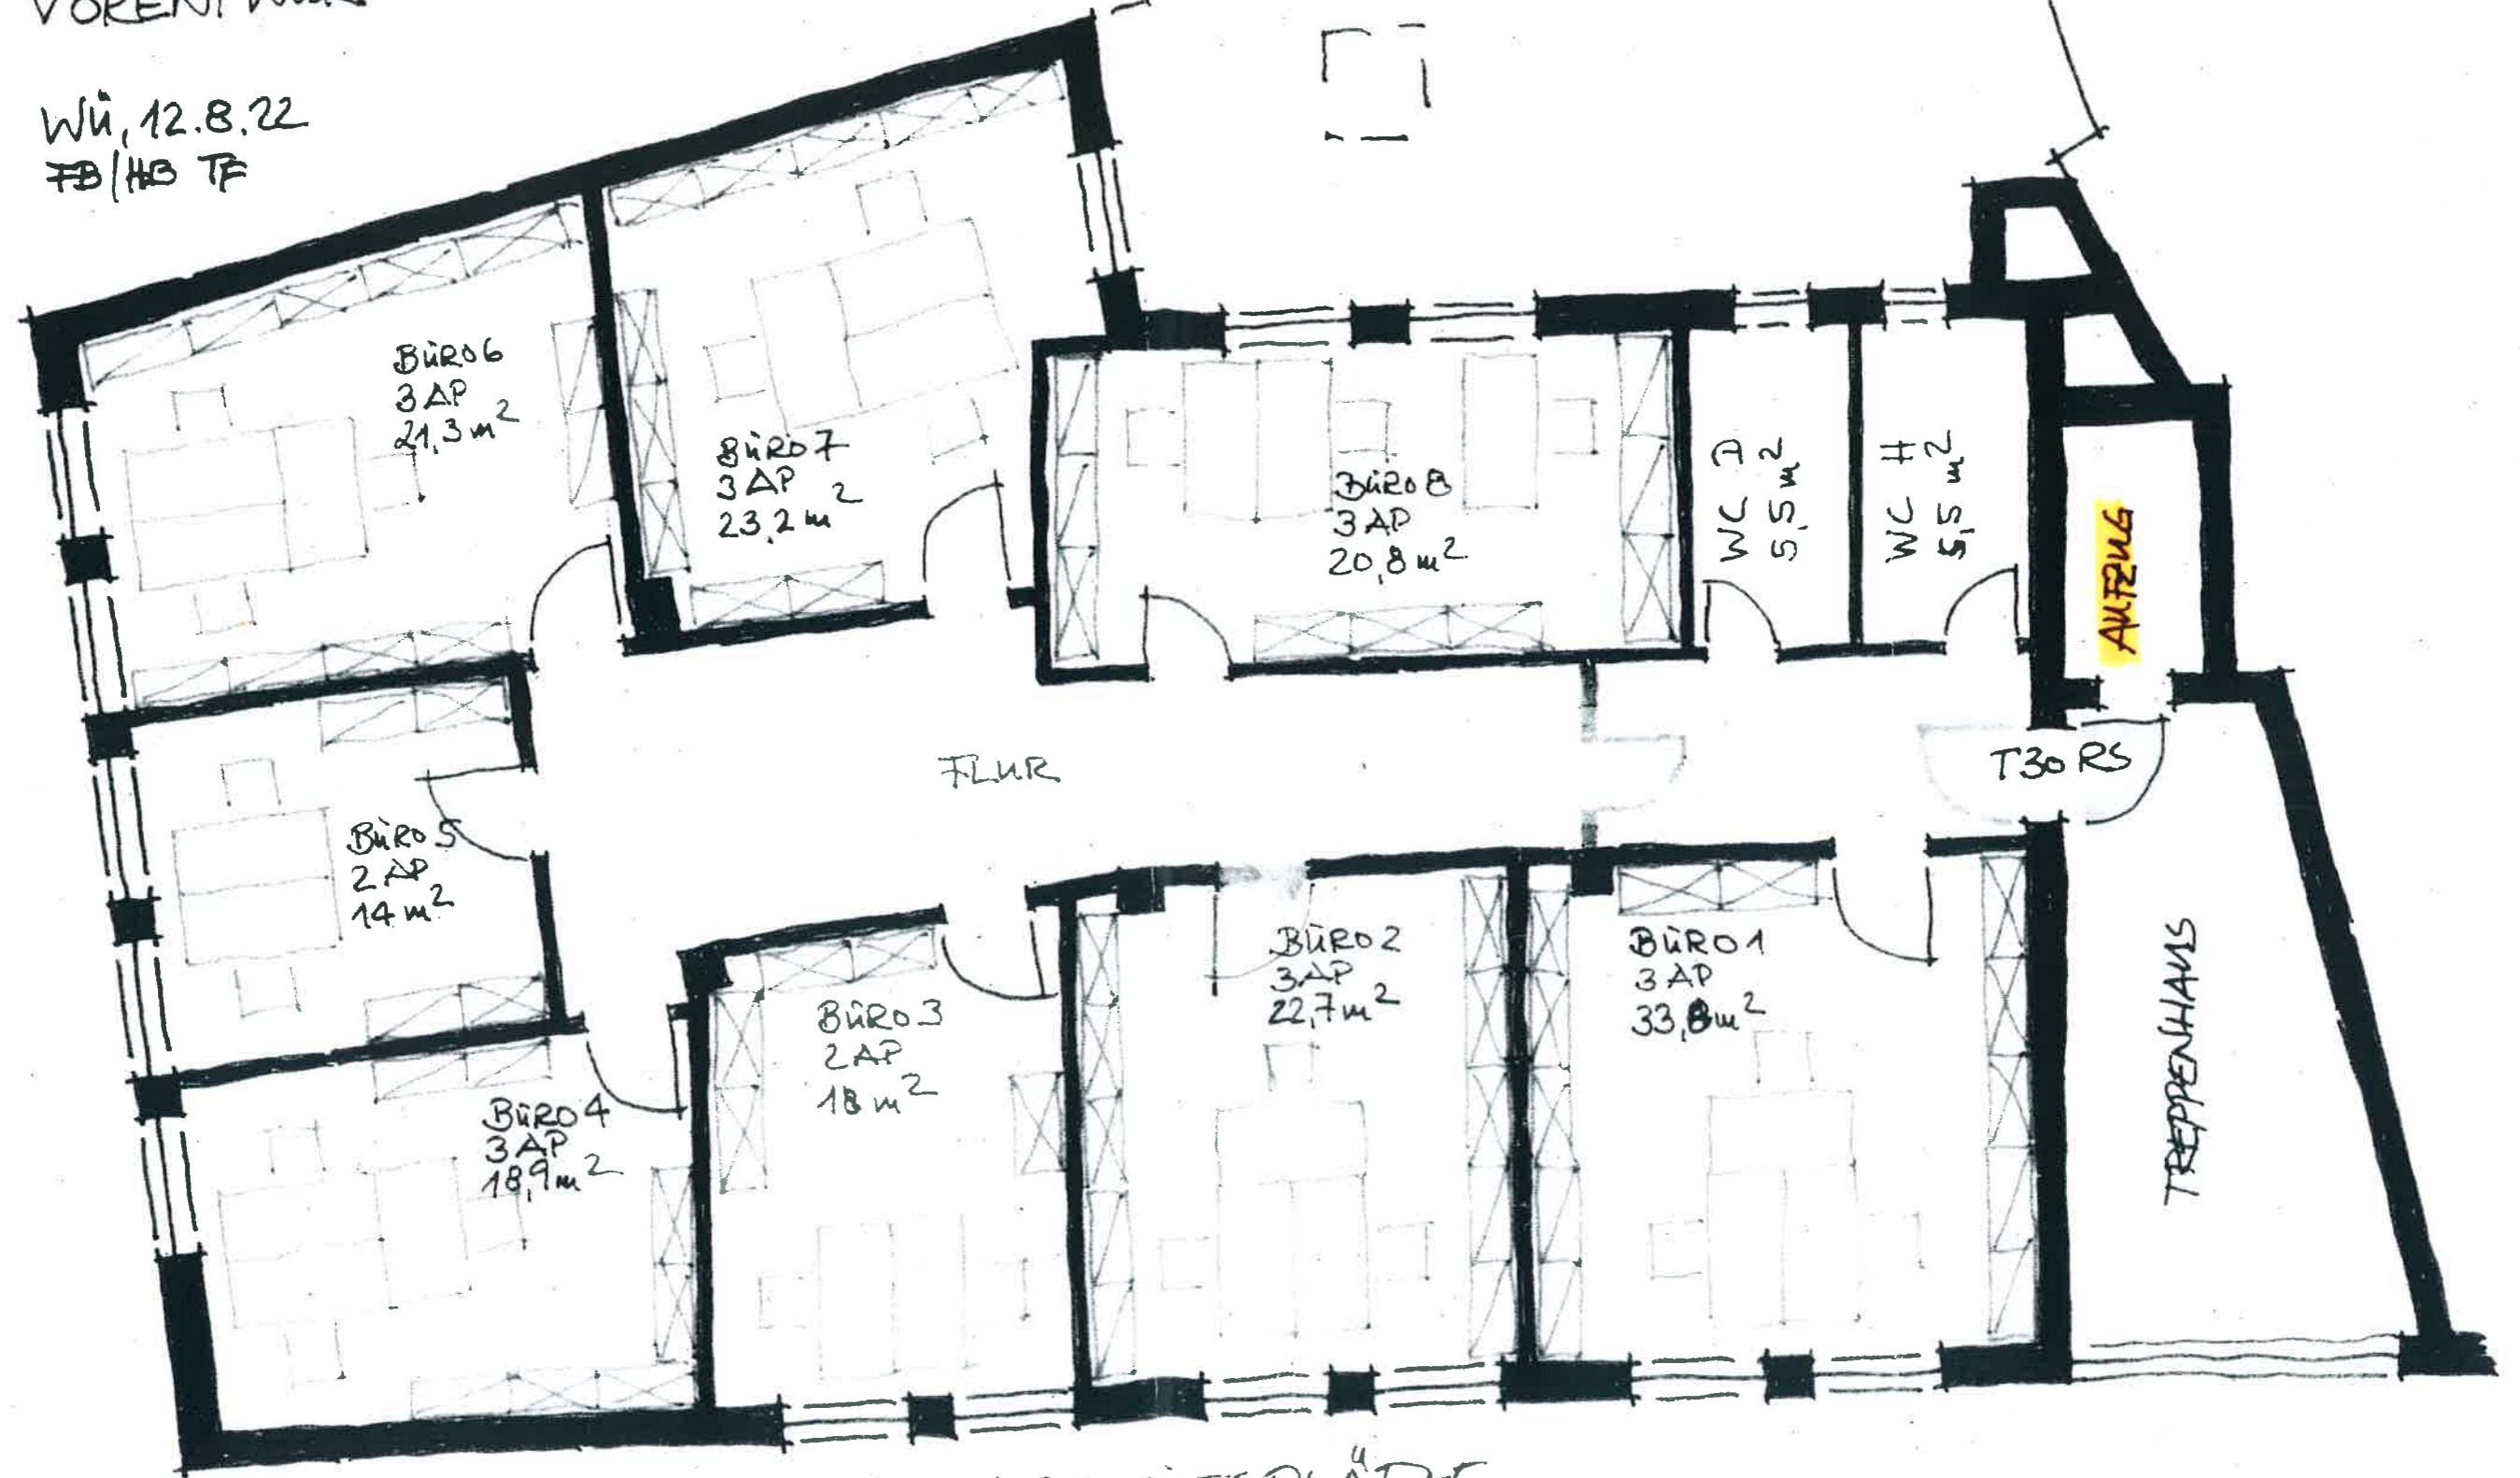 WÜ, 12.8.22
FB/HB TF
BÜRO 6
3 AP
21,3 m²
BÜRO 7
3 AP
23,2 m²
BÜRO 8
3 AP
20,8 m²
WC D
5,5 m²
WC H
5,5 m²
AUFZUG
FLUR
T30 RS
BÜRO 5
2 AP
14 m²
BÜRO 4
3 AP
18,9 m²
BÜRO 3
2 AP
18 m²
BÜRO 2
3 AP
22,7 m²
BÜRO 1
3 AP
33,8 m²
TREPPENHAUS